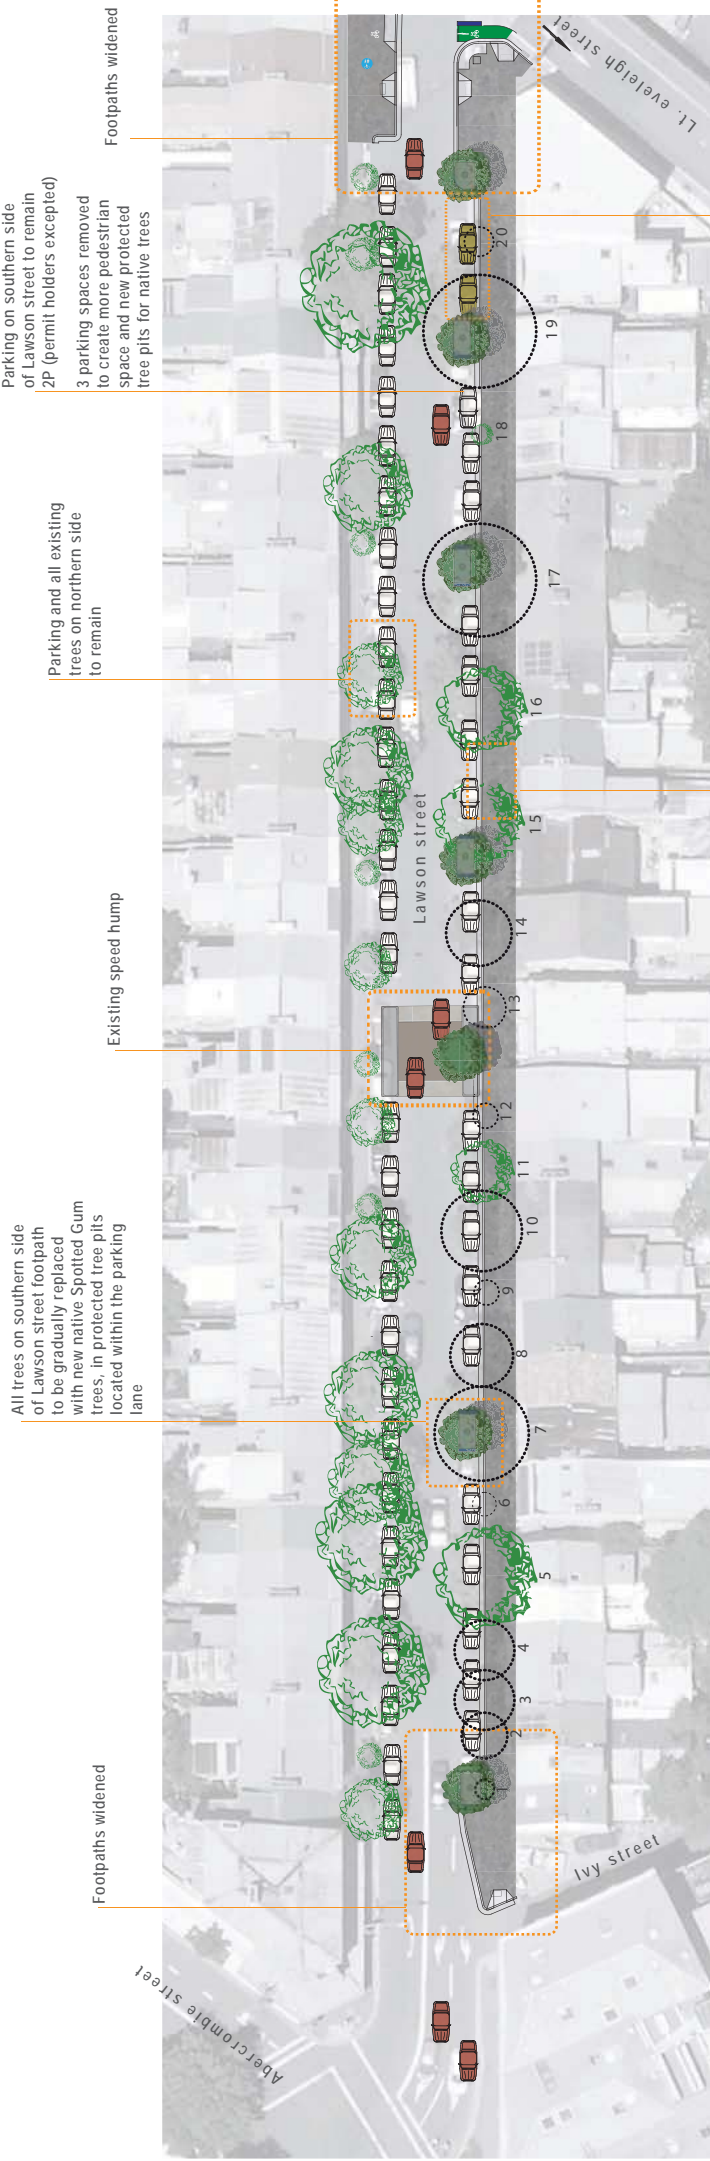 Footpaths widened
All trees on southern side
of Lawson street footpath
to be gradually replaced
with new native Spotted Gum
trees, in protected tree pits
located within the parking
lane
Existing speed hump
Parking and all existing
trees on northern side
to remain
Parking on southern side
of Lawson street to remain
2P (permit holders excepted)
3 parking spaces removed
to create more pedestrian
space and new protected
tree pits for native trees
Footpaths widened
Abercrombie street
Lawson street
Lt. eveleigh street
Ivy street
1
2
3
4
5
6
7
8
9
10
11
12
13
14
15
16
17
18
19
20